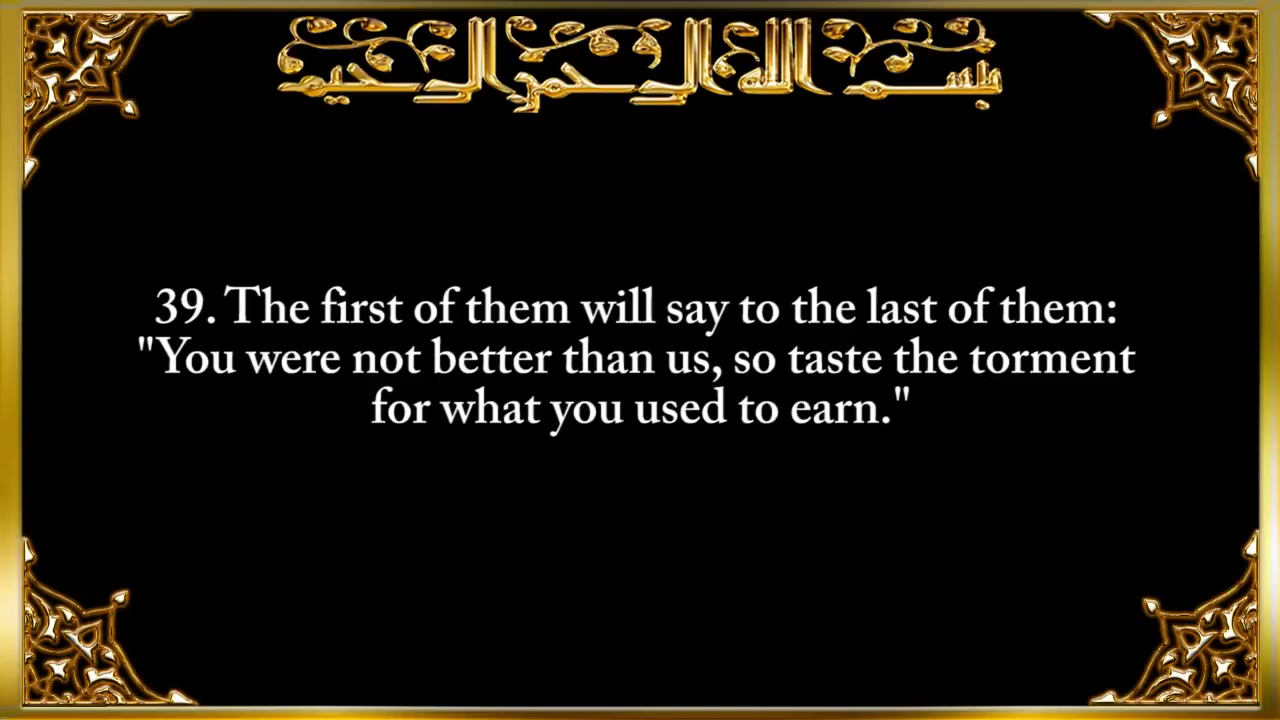 بسم الله الرحمن الرحيم
39. The first of them will say to the last of them:
"You were not better than us, so taste the torment
for what you used to earn."